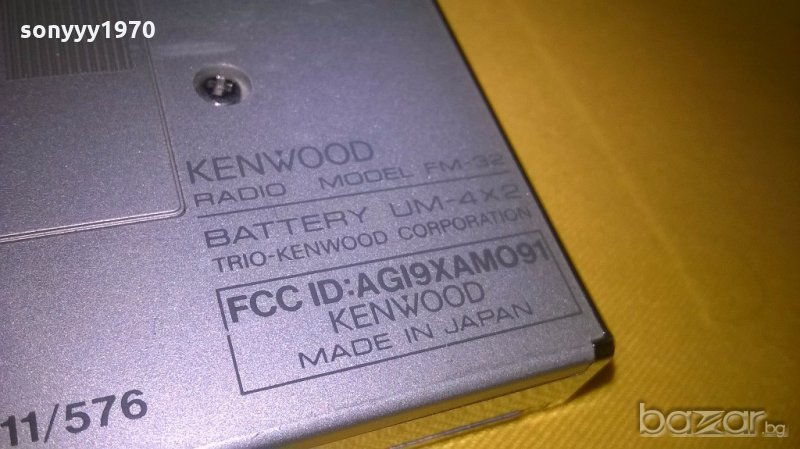 sonyyy1970
KENWOOD
RADIO MODEL FM-32
BATTERY UM-4X2
TRIO-KENWOOD CORPORATION
FCC ID:AGI9XAMO91
KENWOOD
MADE IN JAPAN
11/576
bazar.bg